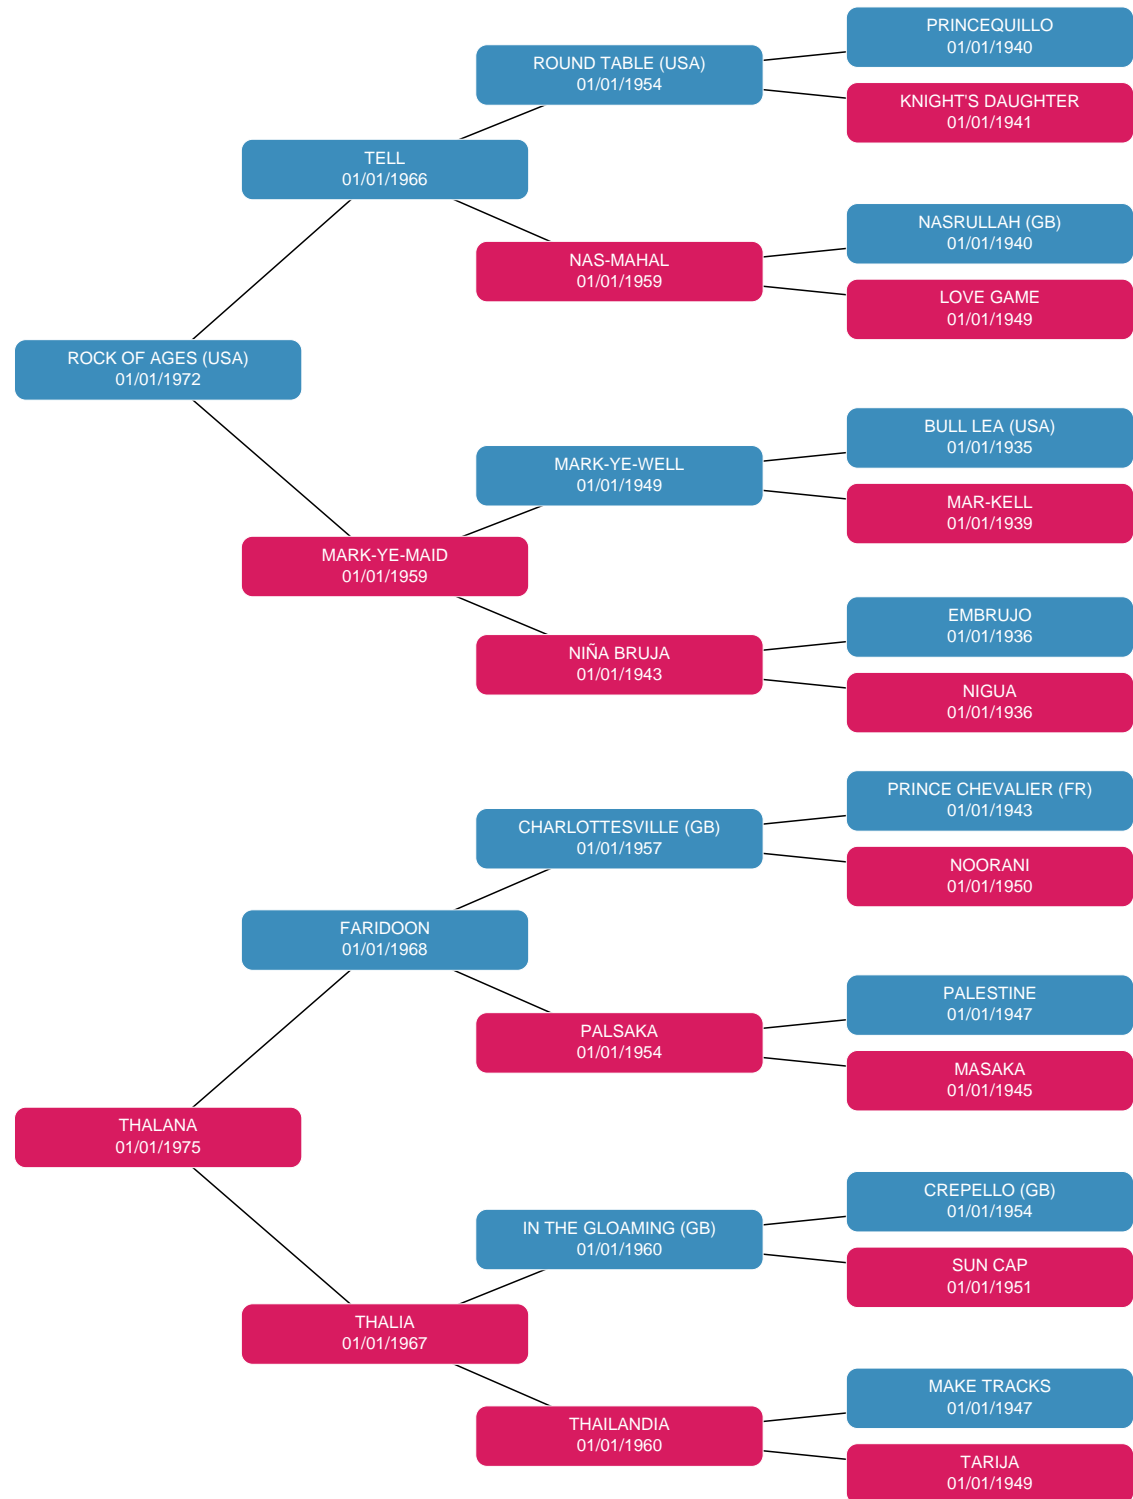 PRINCEQUILLO
01/01/1940
ROUND TABLE (USA)
01/01/1954
KNIGHT'S DAUGHTER
01/01/1941
TELL
01/01/1966
NASRULLAH (GB)
01/01/1940
NAS-MAHAL
01/01/1959
LOVE GAME
01/01/1949
ROCK OF AGES (USA)
01/01/1972
BULL LEA (USA)
01/01/1935
MARK-YE-WELL
01/01/1949
MAR-KELL
01/01/1939
MARK-YE-MAID
01/01/1959
EMBRUJO
01/01/1936
NIÑA BRUJA
01/01/1943
NIGUA
01/01/1936
PRINCE CHEVALIER (FR)
01/01/1943
CHARLOTTESVILLE (GB)
01/01/1957
NOORANI
01/01/1950
FARIDOON
01/01/1968
PALESTINE
01/01/1947
PALSAKA
01/01/1954
MASAKA
01/01/1945
THALANA
01/01/1975
CREPELLO (GB)
01/01/1954
IN THE GLOAMING (GB)
01/01/1960
SUN CAP
01/01/1951
THALIA
01/01/1967
MAKE TRACKS
01/01/1947
THAILANDIA
01/01/1960
TARIJA
01/01/1949